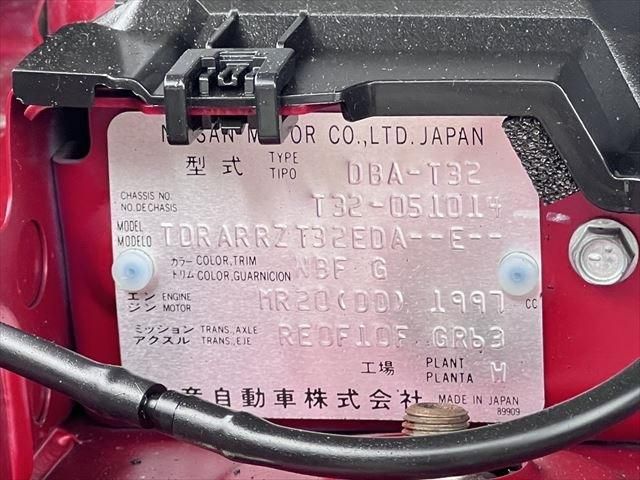 NISSAN MOTOR CO.,LTD. JAPAN
型式 TYPE TIPO DBA-T32
CHASSIS NO. NO.DE CHASIS T32-051014
MODEL MODELO TDRARRZT32EDA--E--
カラー COLOR,TRIM トリム COLOR,GUARNICION NBF G
エンジン ENGINE MOTOR MR20(DD) 1997 CC
ミッション TRANS.,AXLE アクスル TRANS.,EJE RE0F10F GR63
工場 PLANT PLANTA M
産自動車株式会社 MADE IN JAPAN
89909